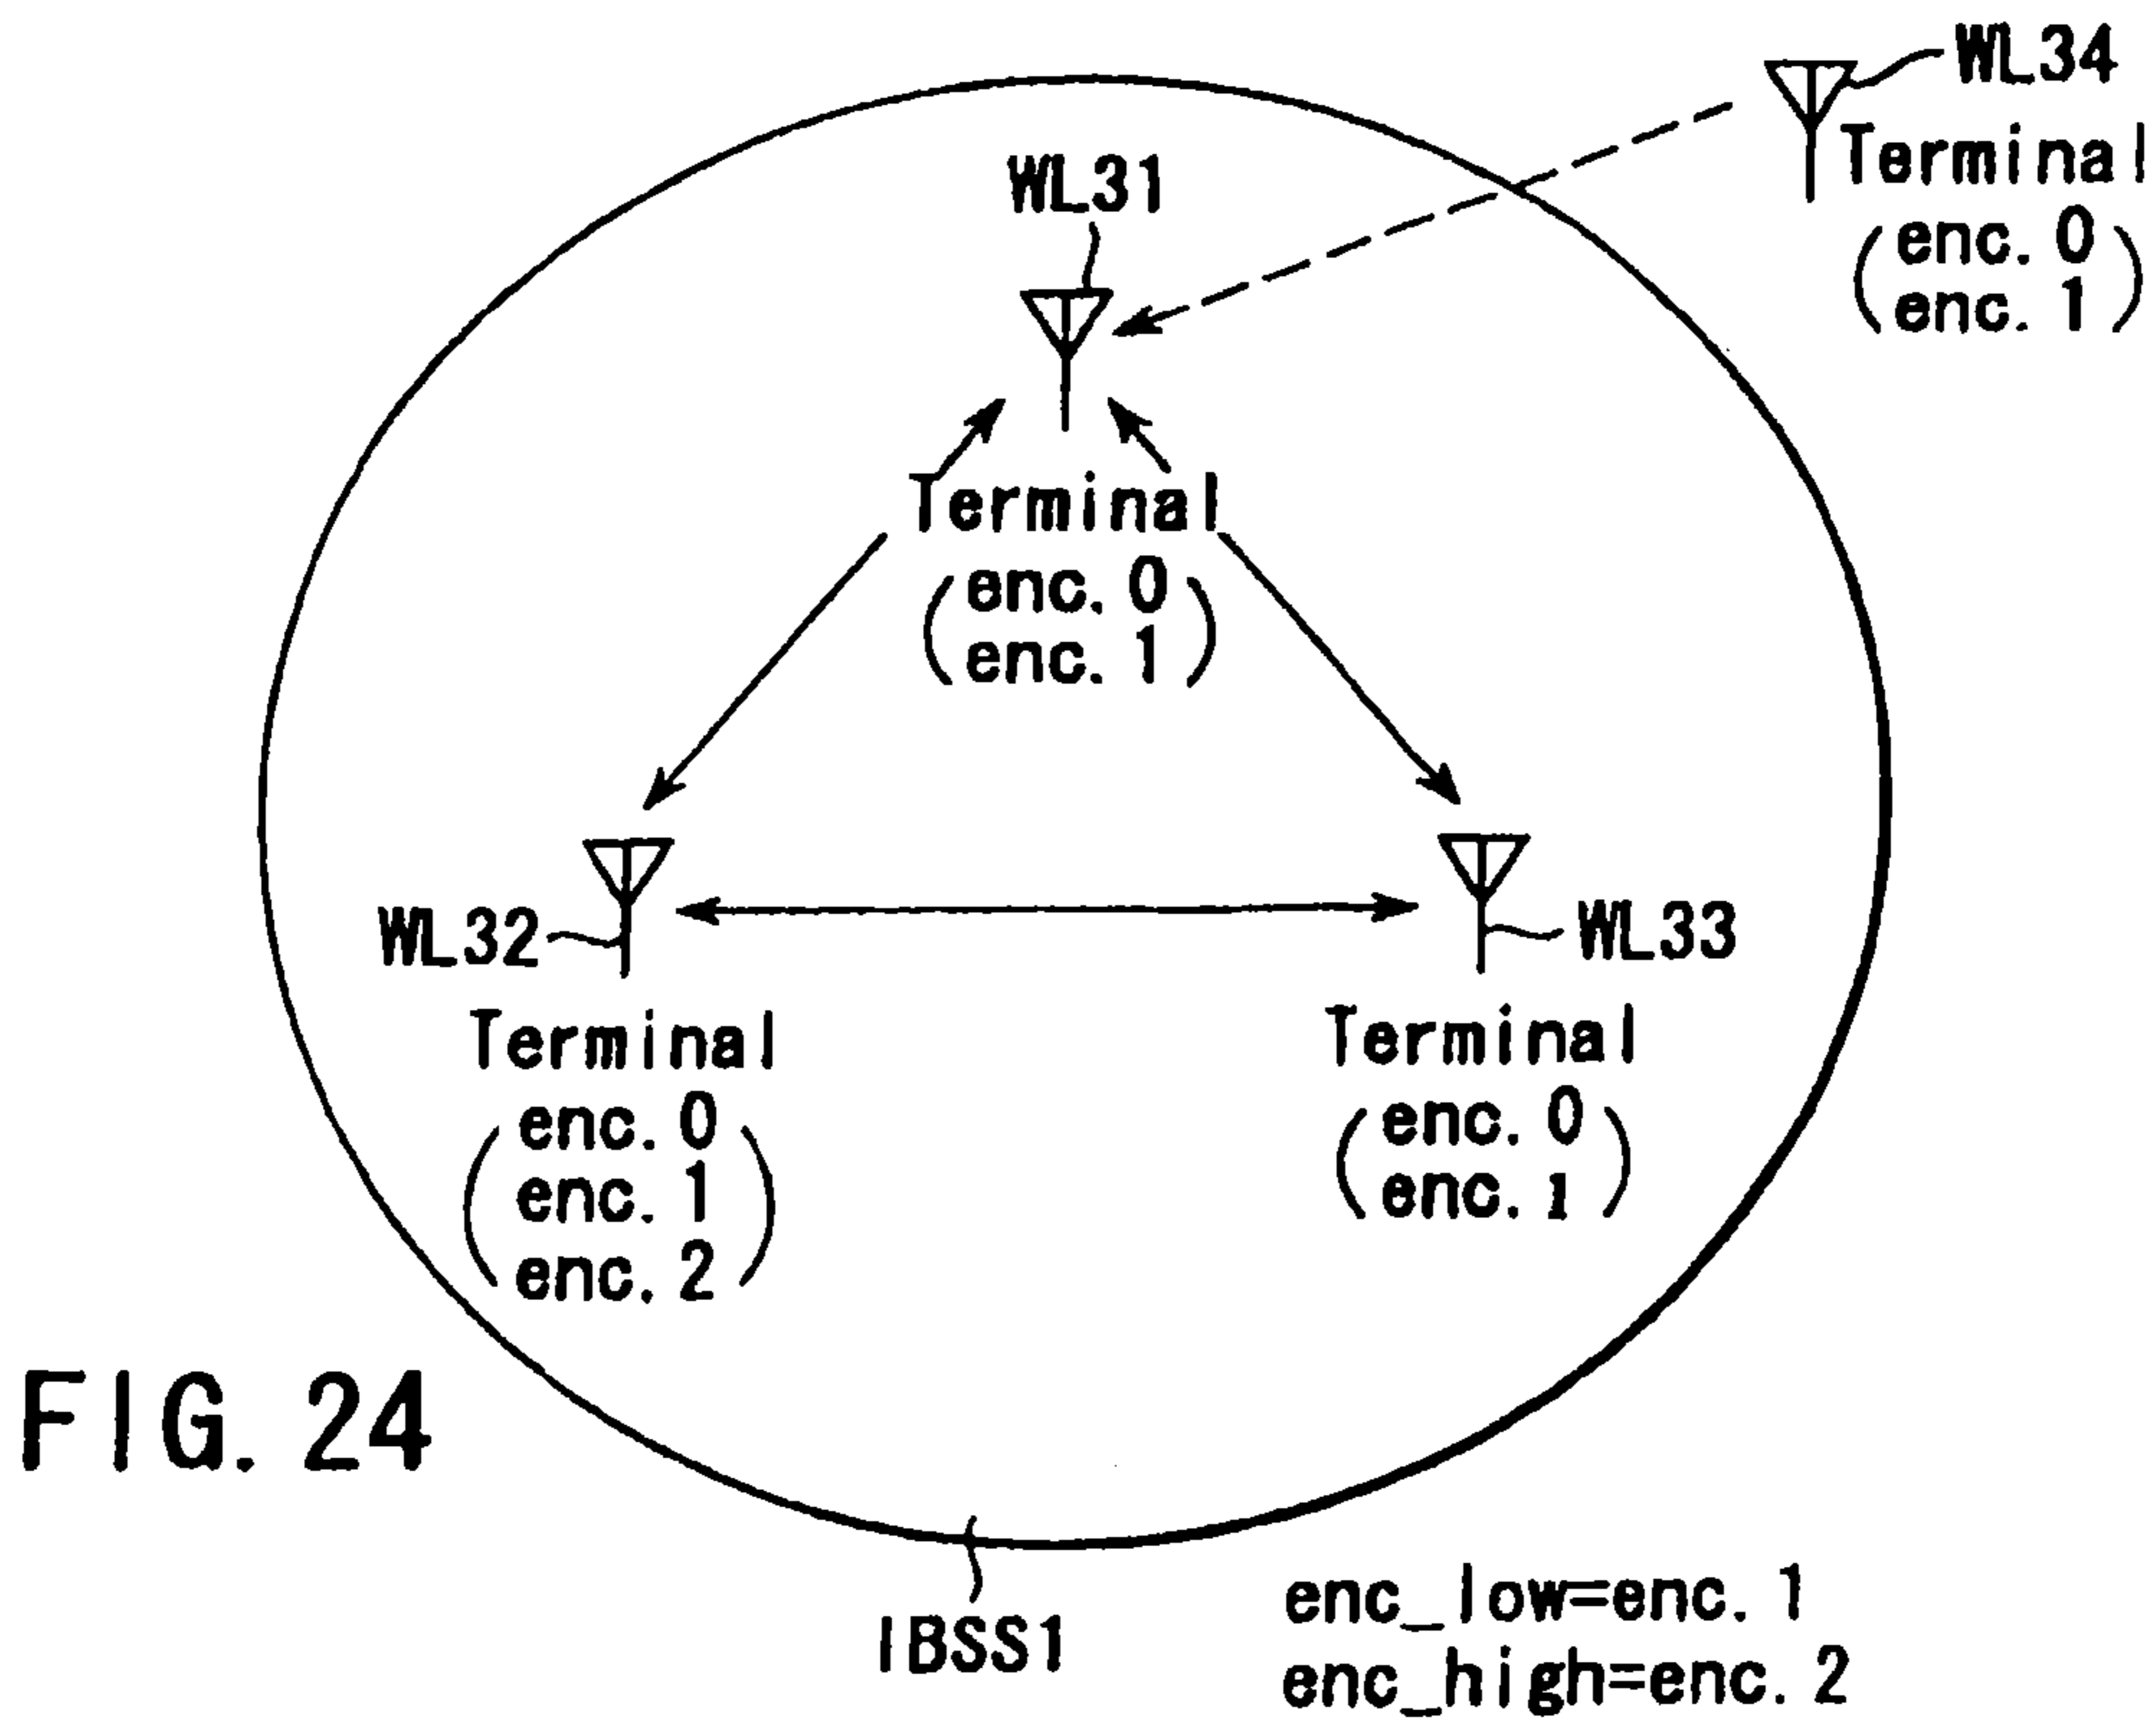 WL34
Terminal
(enc. 0
enc. 1)
WL31
Terminal
(enc. 0
enc. 1)
WL32
Terminal
(enc. 0
enc. 1
enc. 2)
WL33
Terminal
(enc. 0
enc. 1)
FIG. 24
IBSS1
enc_low=enc. 1
enc_high=enc. 2